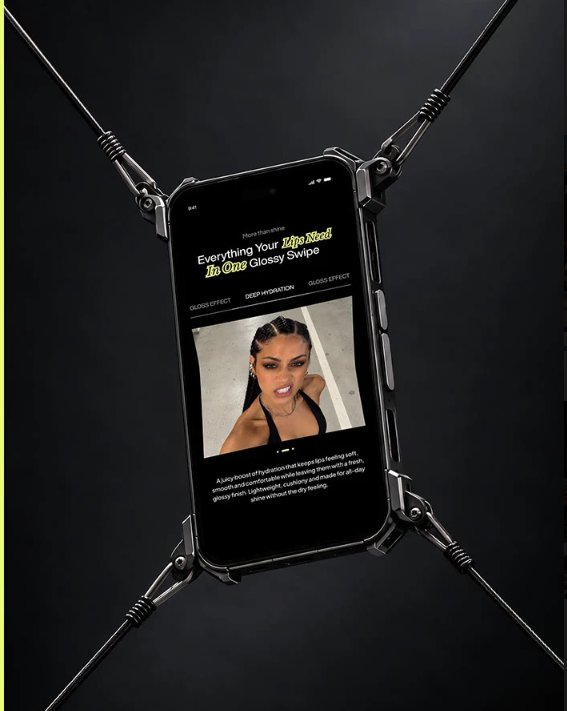 9:41
More than shine
Everything Your Lips Need
In One Glossy Swipe
GLOSS EFFECT DEEP HYDRATION GLOSS EFFECT
A juicy boost of hydration that keeps lips feeling soft,
smooth and comfortable while leaving them with a fresh,
glossy finish. Lightweight, cushiony and made for all-day
shine without the dry feeling.